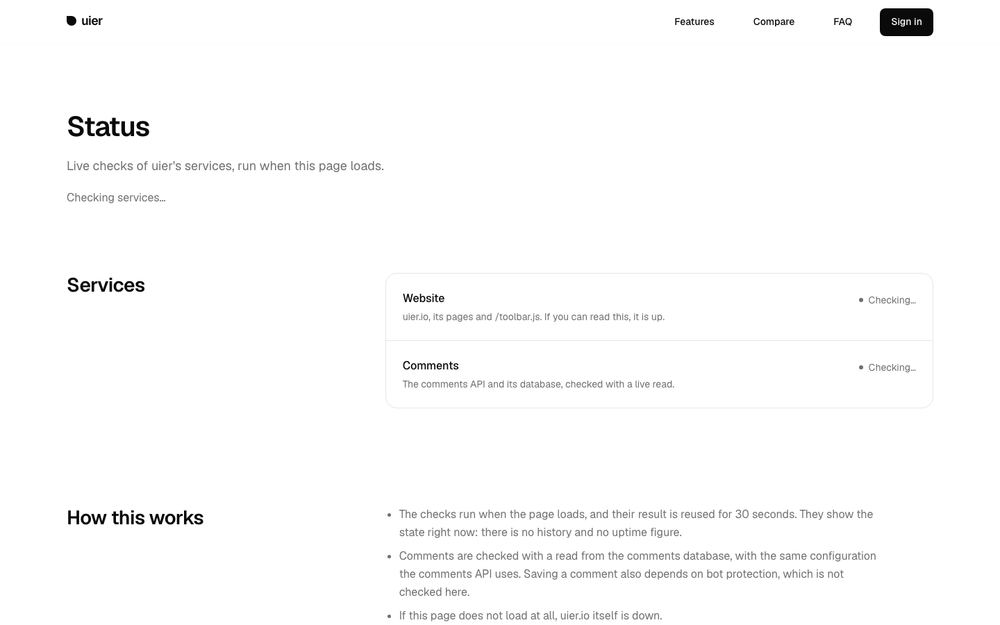 uier
Features
Compare
FAQ
Sign in
Status
Live checks of uier's services, run when this page loads.
Checking services…
Services
Website
Checking…
uier.io, its pages and /toolbar.js. If you can read this, it is up.
Comments
Checking…
The comments API and its database, checked with a live read.
How this works
• The checks run when the page loads, and their result is reused for 30 seconds. They show the
state right now: there is no history and no uptime figure.
• Comments are checked with a read from the comments database, with the same configuration
the comments API uses. Saving a comment also depends on bot protection, which is not
checked here.
• If this page does not load at all, uier.io itself is down.